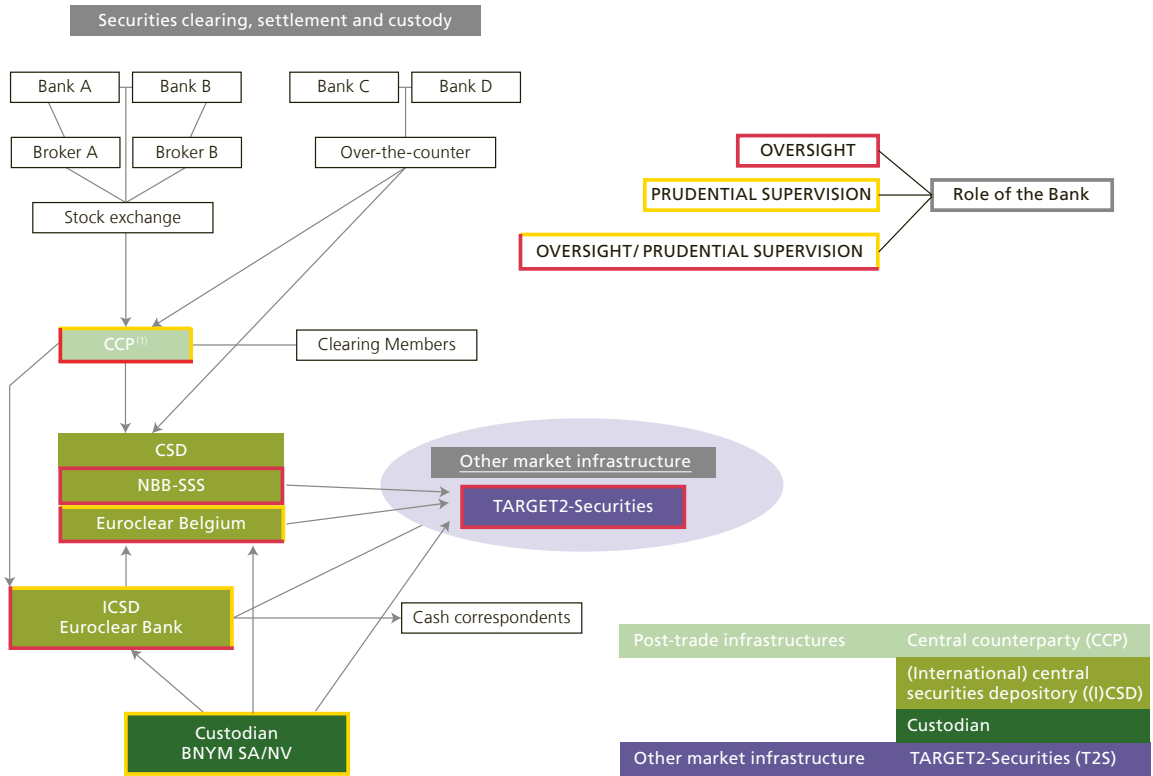 Securities clearing, settlement and custody
Bank A
Bank B
Bank C
Bank D
Broker A
Broker B
Over-the-counter
OVERSIGHT
PRUDENTIAL SUPERVISION
Role of the Bank
Stock exchange
OVERSIGHT/ PRUDENTIAL SUPERVISION
CCP(1)
Clearing Members
CSD
NBB-SSS
Euroclear Belgium
Other market infrastructure
TARGET2-Securities
ICSD
Euroclear Bank
Cash correspondents
Custodian
BNYM SA/NV
Post-trade infrastructures
Central counterparty (CCP)
(International) central
securities depository ((I)CSD)
Custodian
Other market infrastructure
TARGET2-Securities (T2S)